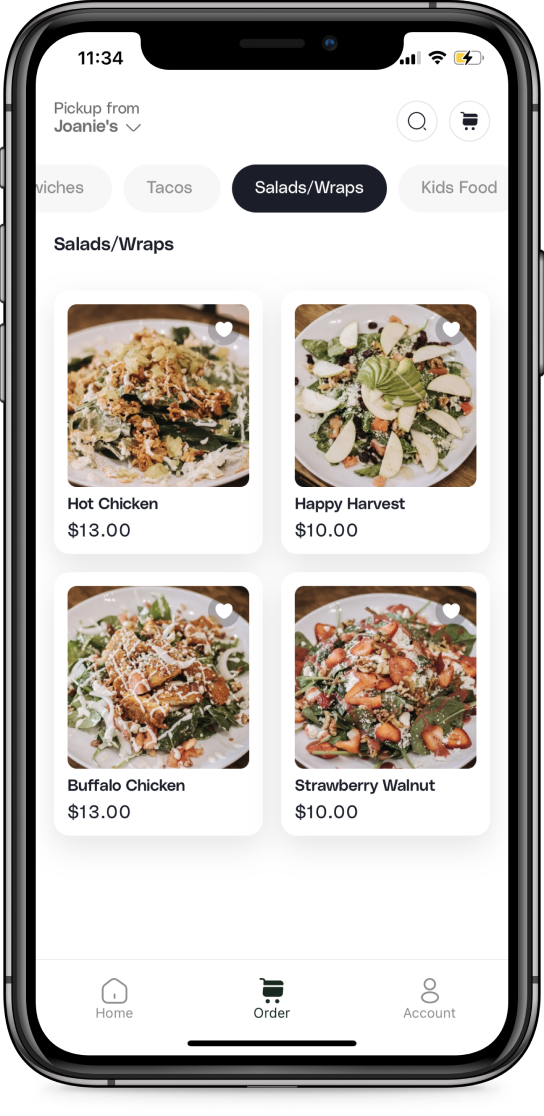 11:34
Pickup from
Joanie's
Tacos
Salads/Wraps
Kids Food
Salads/Wraps
Hot Chicken
$13.00
Happy Harvest
$10.00
Buffalo Chicken
$13.00
Strawberry Walnut
$10.00
Home
Order
Account